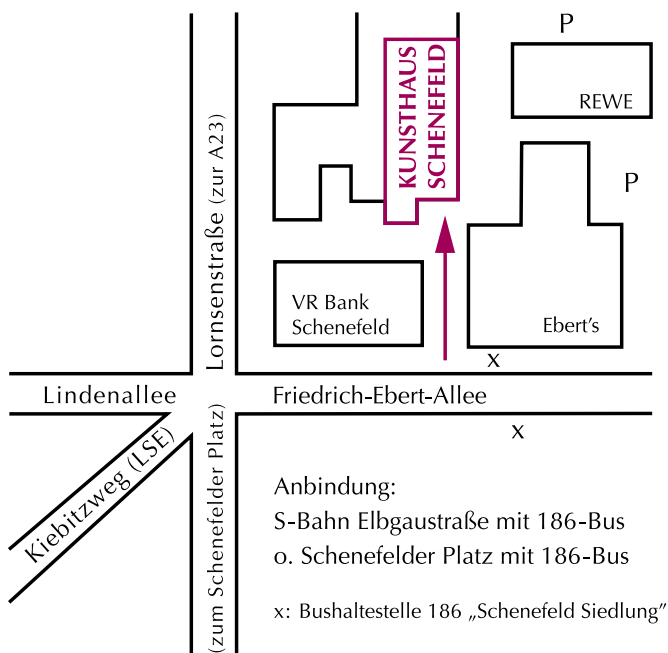 P
REWE
KUNSTHAUS
SCHENEFELD
P
Lornsenstraße (zur A23)
VR Bank
Schenefeld
Ebert's
x
Lindenallee
Friedrich-Ebert-Allee
x
Kiebitzweg (LSE)
(zum Schenefelder Platz)
Anbindung:
S-Bahn Elbgaustraße mit 186-Bus
o. Schenefelder Platz mit 186-Bus
x: Bushaltestelle 186 „Schenefeld Siedlung"